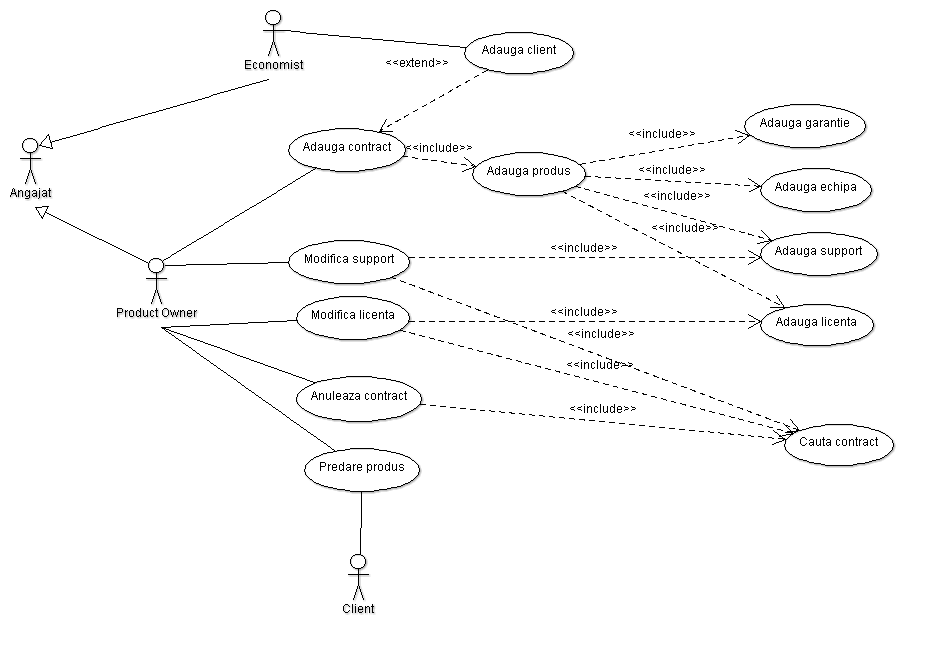 Economist
Adauga client
<<extend>>
Adauga contract
<<include>>
Adauga produs
<<include>>
Adauga garantie
<<include>>
Adauga echipa
<<include>>
Angajat
<<include>>
Modifica support
<<include>>
Adauga support
Product Owner
Modifica licenta
<<include>>
Adauga licenta
<<include>>
<<include>>
Anuleaza contract
<<include>>
Cauta contract
Predare produs
Client